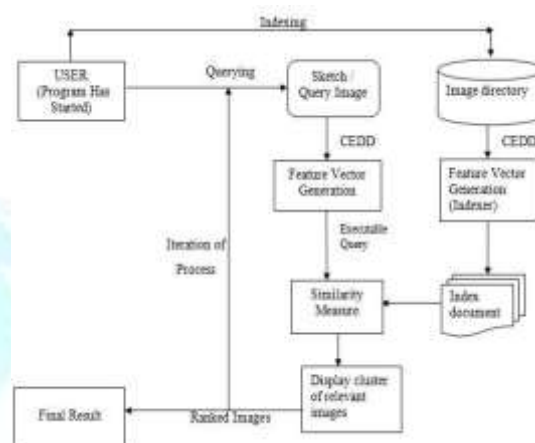 Indexing
USER
(Program Has
Started)
Querying
Sketch /
Query Image
Image directory
CEDD
CEDD
Feature Vector
Generation
Feature Vector
Generation
(Indexer)
Executable
Query
Iteration of
Process
Similarity
Measure
Index
document
Display cluster
of relevant
images
Ranked Images
Final Result